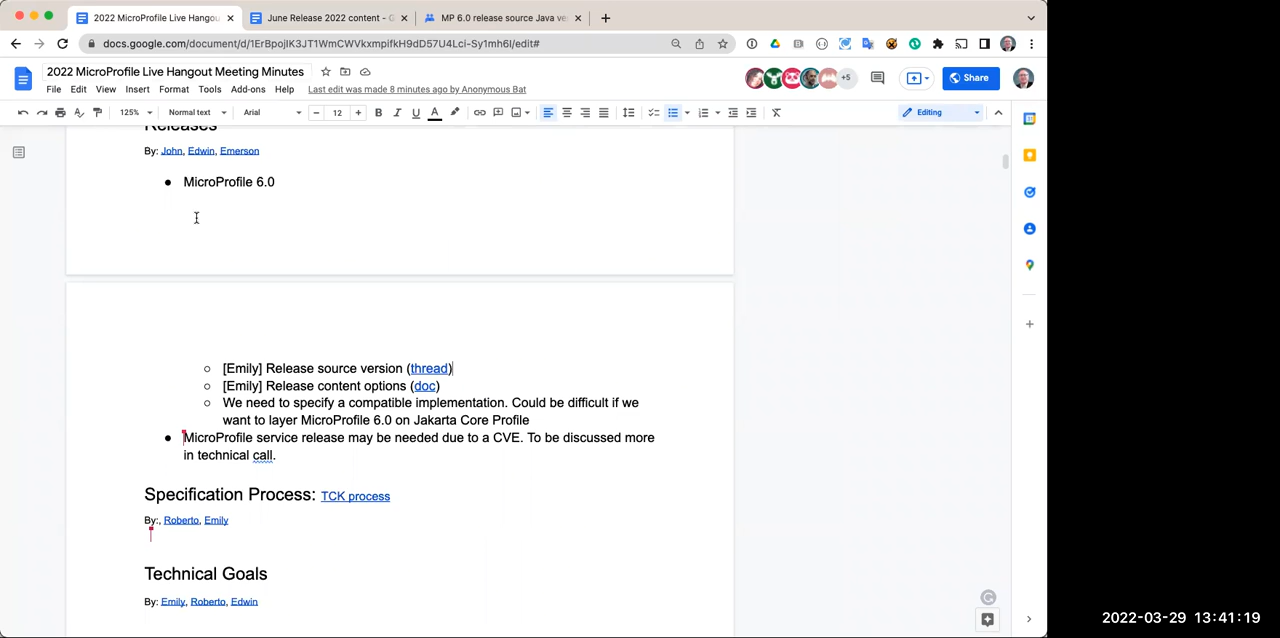 2022 MicroProfile Live Hangou
June Release 2022 content - G
MP 6.0 release source Java ve
docs.google.com/document/d/1ErBpojIK3JT1WmCWVkxmpifkH9dD57U4Lci-Sy1mh6I/edit#
2022 MicroProfile Live Hangout Meeting Minutes
+5
Share
File Edit View Insert Format Tools Add-ons Help Last edit was made 8 minutes ago by Anonymous Bat
125% Normal text Arial 12 B I U A Editing
Releases
By: John, Edwin, Emerson
● MicroProfile 6.0
○ [Emily] Release source version (thread)
○ [Emily] Release content options (doc)
○ We need to specify a compatible implementation. Could be difficult if we
want to layer MicroProfile 6.0 on Jakarta Core Profile
● MicroProfile service release may be needed due to a CVE. To be discussed more
in technical call.
Specification Process: TCK process
By:, Roberto, Emily
Technical Goals
By: Emily, Roberto, Edwin
2022-03-29 13:41:19